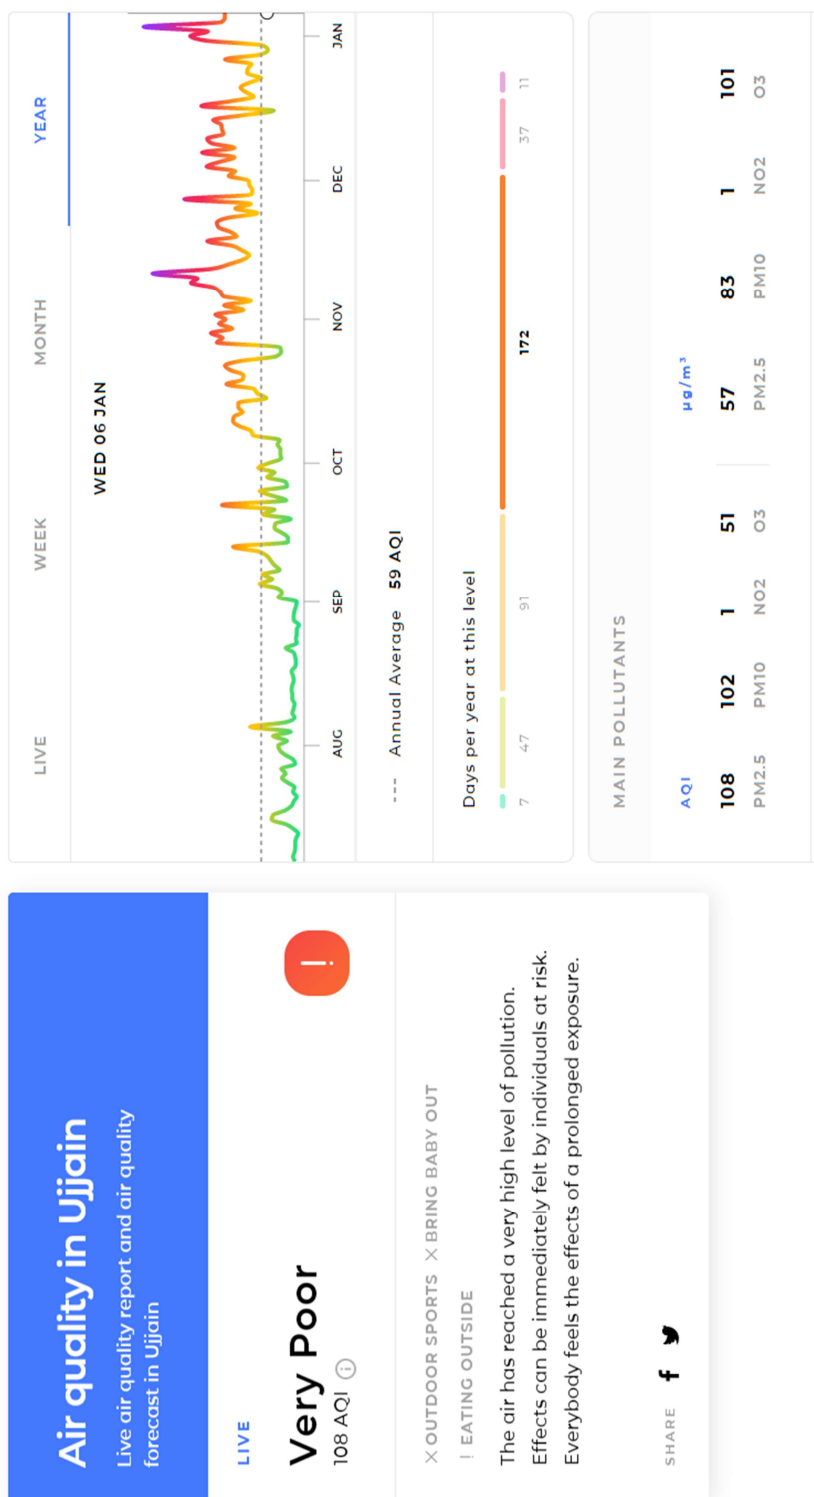 Air quality in Ujjain
Live air quality report and air quality
forecast in Ujjain
LIVE
Very Poor
108 AQI
OUTDOOR SPORTS BRING BABY OUT
! EATING OUTSIDE
The air has reached a very high level of pollution.
Effects can be immediately felt by individuals at risk.
Everybody feels the effects of a prolonged exposure.
SHARE
LIVE WEEK MONTH YEAR
WED 06 JAN
AUG SEP OCT NOV DEC JAN
--- Annual Average 59 AQI
Days per year at this level
7 47 91 172 37 11
MAIN POLLUTANTS
AQI µg/m³
108 102 1 51 57 83 1 101
PM2.5 PM10 NO2 O3 PM2.5 PM10 NO2 O3